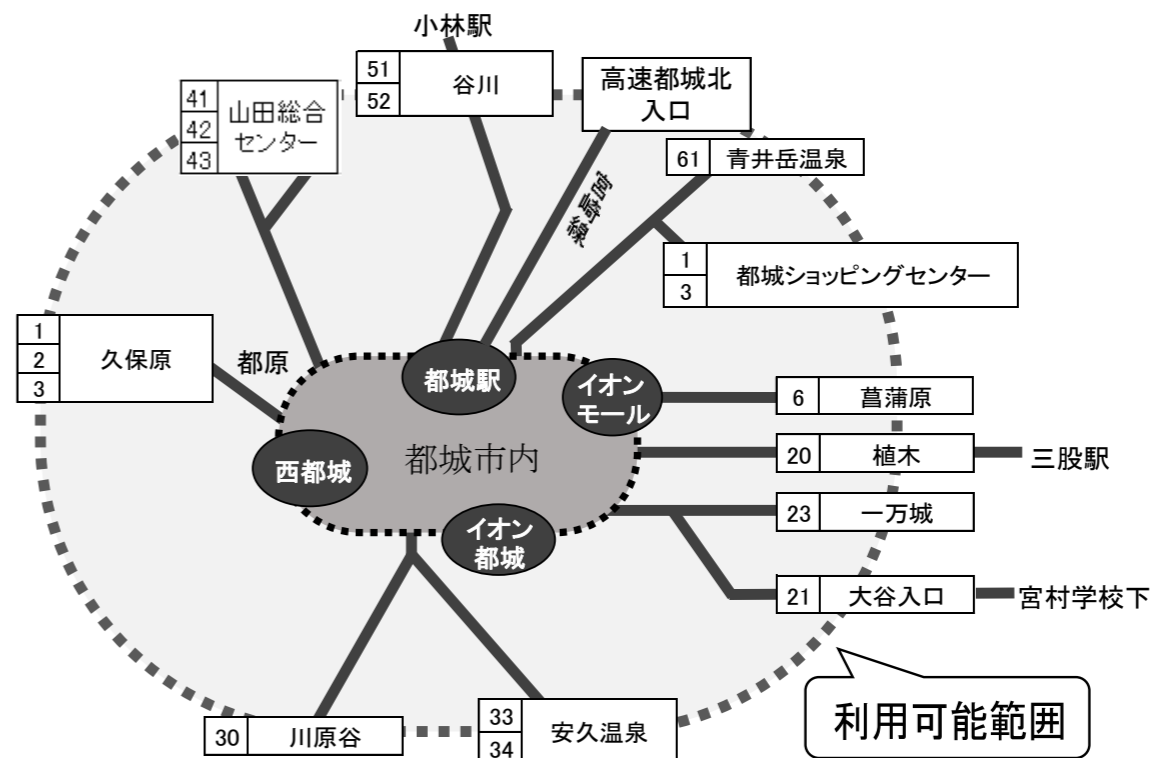 小林駅
51
52
谷川
高速都城北
入口
41
42
43
山田総合
センター
61
青井岳温泉
宮崎線
1
3
都城ショッピングセンター
1
2
3
久保原
都原
都城駅
イオン
モール
6
菖蒲原
西都城
都城市内
20
植木
三股駅
イオン
都城
23
一万城
21
大谷入口
宮村学校下
30
川原谷
33
34
安久温泉
利用可能範囲